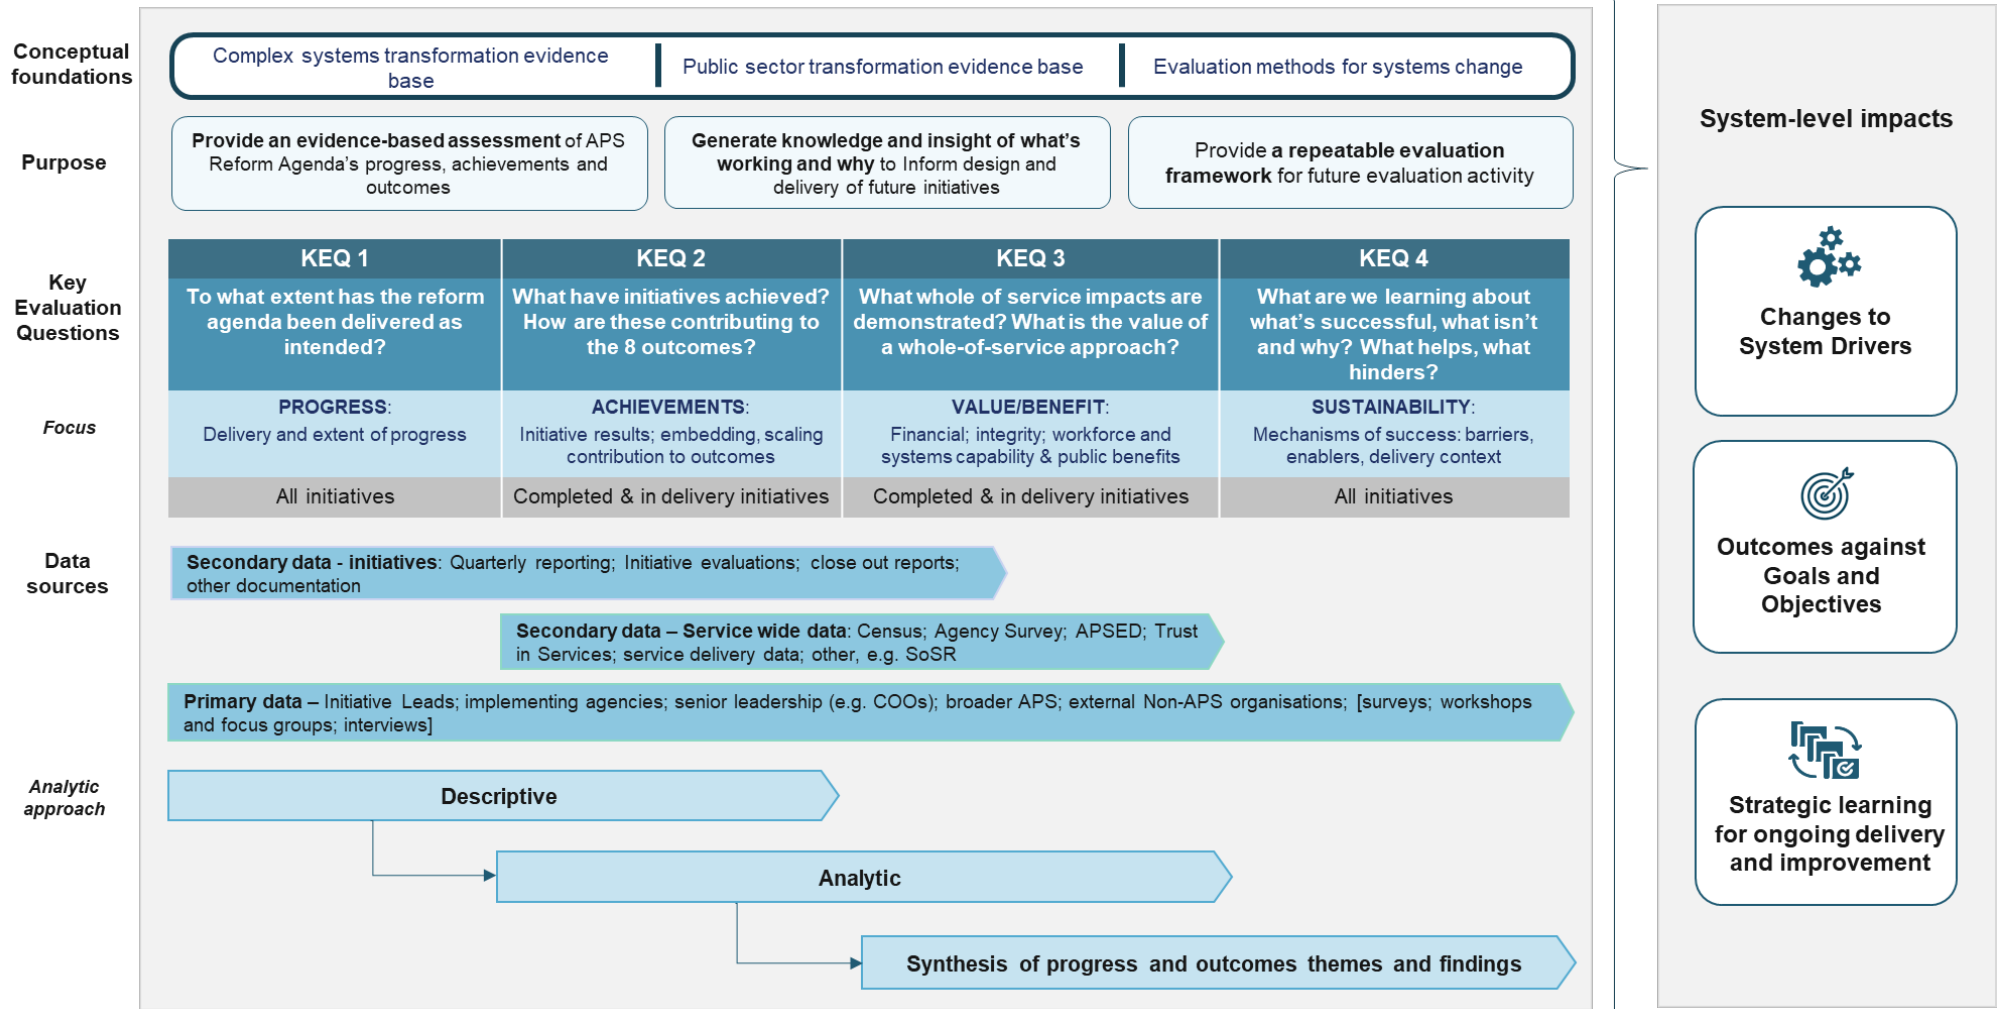 Conceptual
foundations
Complex systems transformation evidence
base
Public sector transformation evidence base
Evaluation methods for systems change
Purpose
Provide an evidence-based assessment of APS
Reform Agenda's progress, achievements and
outcomes
Generate knowledge and insight of what's
working and why to Inform design and
delivery of future initiatives
Provide a repeatable evaluation
framework for future evaluation activity
Key
Evaluation
Questions
KEQ 1
To what extent has the reform
agenda been delivered as
intended?
KEQ 2
What have initiatives achieved?
How are these contributing to
the 8 outcomes?
KEQ 3
What whole of service impacts are
demonstrated? What is the value of
a whole-of-service approach?
KEQ 4
What are we learning about
what's successful, what isn't
and why? What helps, what
hinders?
Focus
PROGRESS:
Delivery and extent of progress
ACHIEVEMENTS:
Initiative results; embedding, scaling
contribution to outcomes
VALUE/BENEFIT:
Financial; integrity; workforce and
systems capability & public benefits
SUSTAINABILITY:
Mechanisms of success: barriers,
enablers, delivery context
All initiatives
Completed & in delivery initiatives
Completed & in delivery initiatives
All initiatives
Data
sources
Secondary data - initiatives: Quarterly reporting; Initiative evaluations; close out reports;
other documentation
Secondary data – Service wide data: Census; Agency Survey; APSED; Trust
in Services; service delivery data; other, e.g. SoSR
Primary data – Initiative Leads; implementing agencies; senior leadership (e.g. COOs); broader APS; external Non-APS organisations; [surveys; workshops
and focus groups; interviews]
Analytic
approach
Descriptive
Analytic
Synthesis of progress and outcomes themes and findings
System-level impacts
Changes to
System Drivers
Outcomes against
Goals and
Objectives
Strategic learning
for ongoing delivery
and improvement